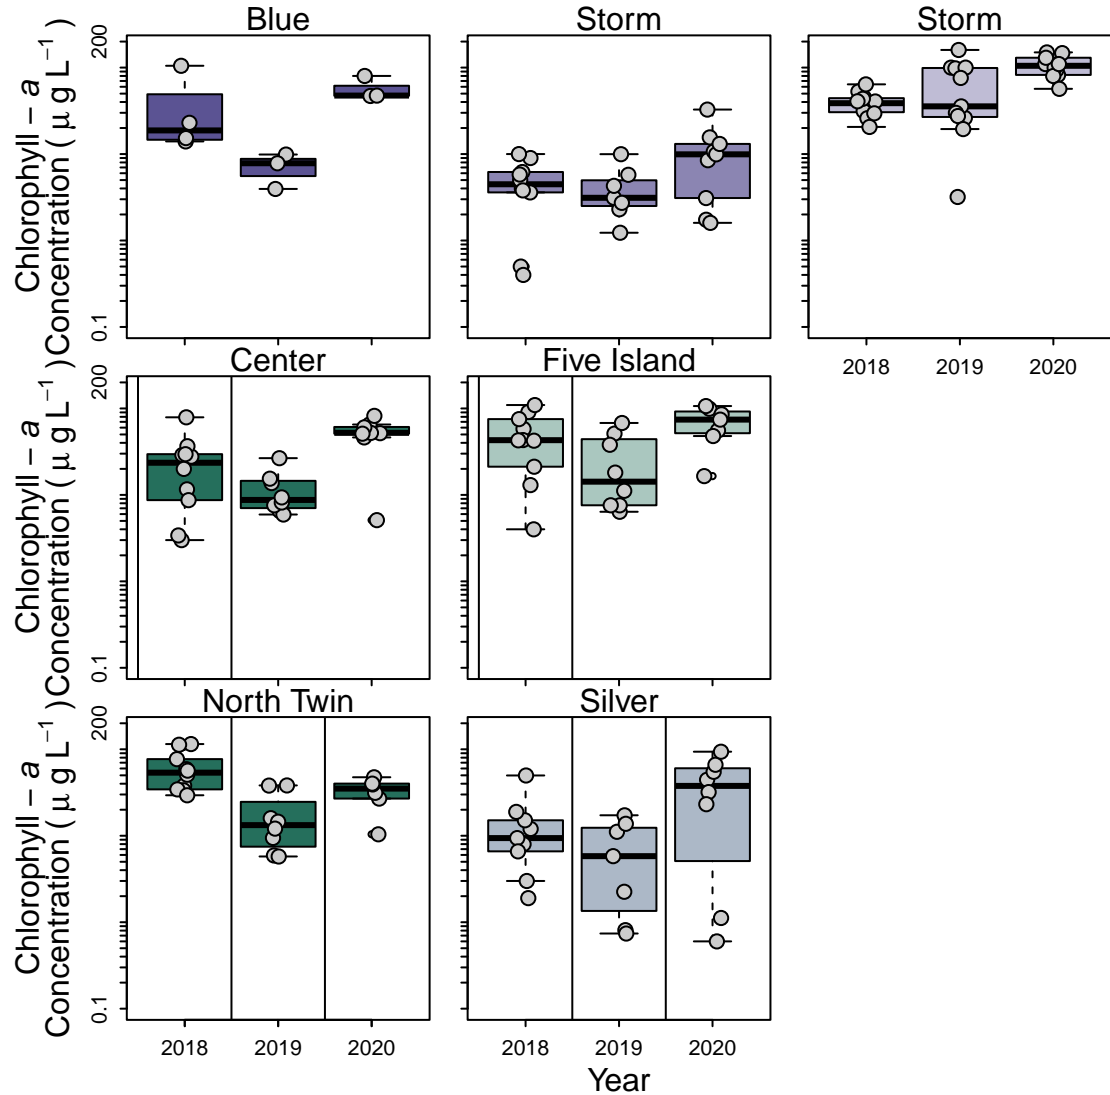 Blue
Storm
Storm
Chlorophyll − a
Concentration ( µ g L−1 )
200
0.1
2018
2019
2020
Center
Five Island
Chlorophyll − a
Concentration ( µ g L−1 )
200
0.1
North Twin
Silver
Chlorophyll − a
Concentration ( µ g L−1 )
200
0.1
2018
2019
2020
2018
2019
2020
Year